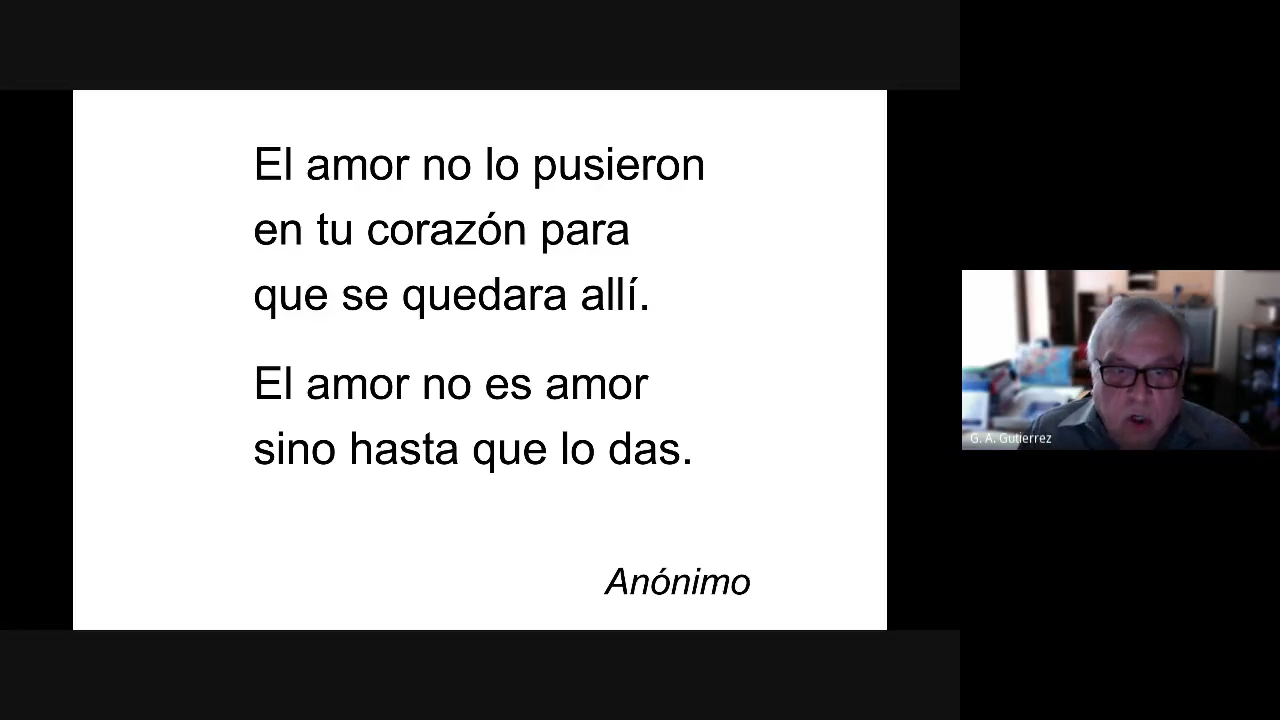 El amor no lo pusieron
en tu corazón para
que se quedara allí.
El amor no es amor
sino hasta que lo das.
Anónimo
G. A. Gutierrez